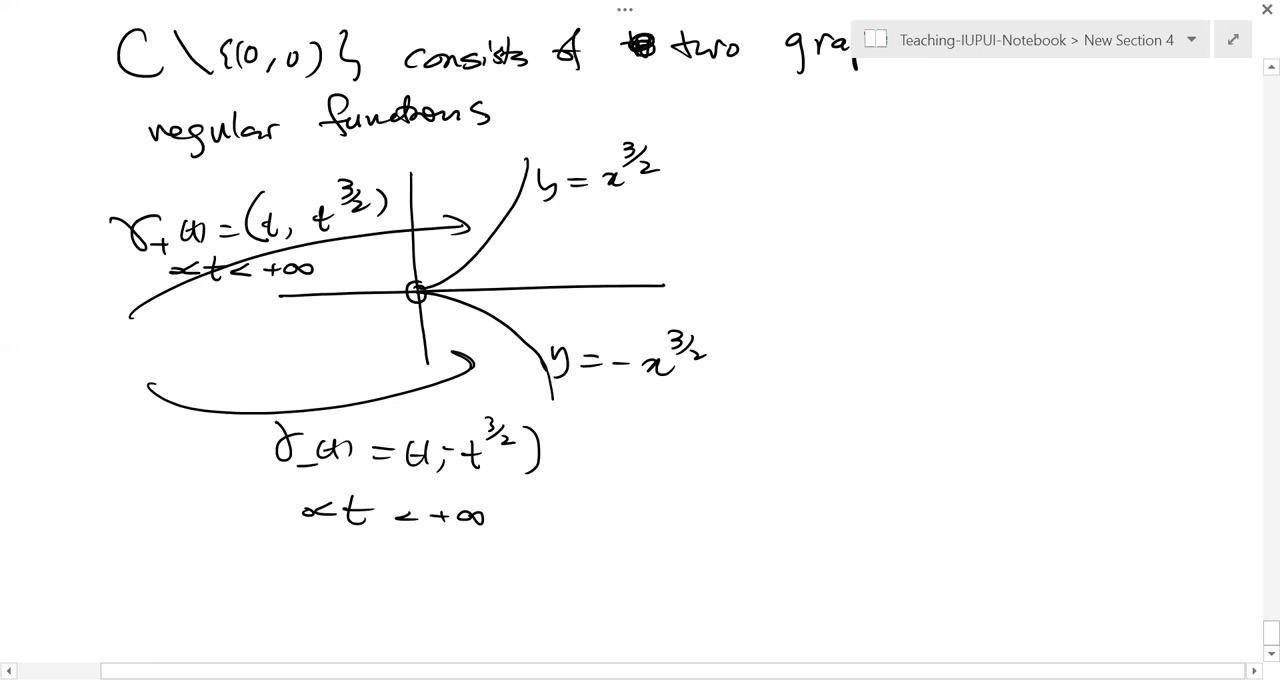 C \ {(0,0)} consists of two gra
Teaching-IUPUI-Notebook > New Section 4
regular functions
y = x^{3/2}
γ₊(t) = (t, t^{3/2})
0<t<+∞
y = -x^{3/2}
γ₋(t) = (t, -t^{3/2})
0<t<+∞